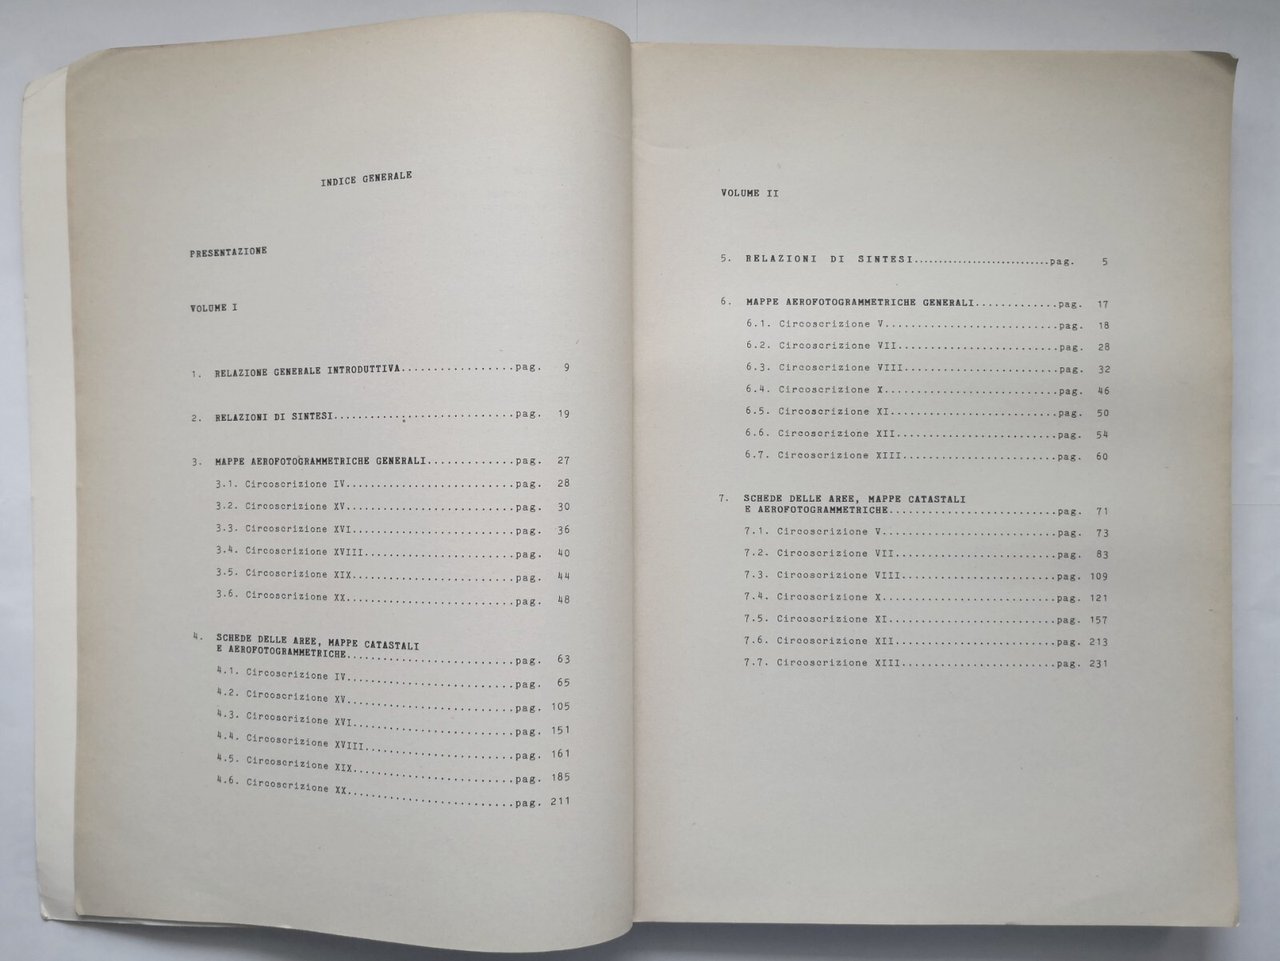 INDICE GENERALE
PRESENTAZIONE
VOLUME I
1. RELAZIONE GENERALE INTRODUTTIVA.................pag. 9
2. RELAZIONI DI SINTESI...........................pag. 19
3. MAPPE AEROFOTOGRAMMETRICHE GENERALI.............pag. 27
3.1. Circoscrizione IV.........................pag. 28
3.2. Circoscrizione XV.........................pag. 30
3.3. Circoscrizione XVI........................pag. 36
3.4. Circoscrizione XVIII......................pag. 40
3.5. Circoscrizione XIX........................pag. 44
3.6. Circoscrizione XX.........................pag. 48
4. SCHEDE DELLE AREE, MAPPE CATASTALI
E AEROFOTOGRAMMETRICHE.........................pag. 63
4.1. Circoscrizione IV.........................pag. 65
4.2. Circoscrizione XV.........................pag. 105
4.3. Circoscrizione XVI........................pag. 151
4.4. Circoscrizione XVIII......................pag. 161
4.5. Circoscrizione XIX........................pag. 185
4.6. Circoscrizione XX.........................pag. 211
VOLUME II
5. RELAZIONI DI SINTESI...........................pag. 5
6. MAPPE AEROFOTOGRAMMETRICHE GENERALI.............pag. 17
6.1. Circoscrizione V..........................pag. 18
6.2. Circoscrizione VII........................pag. 28
6.3. Circoscrizione VIII.......................pag. 32
6.4. Circoscrizione X..........................pag. 46
6.5. Circoscrizione XI.........................pag. 50
6.6. Circoscrizione XII........................pag. 54
6.7. Circoscrizione XIII.......................pag. 60
7. SCHEDE DELLE AREE, MAPPE CATASTALI
E AEROFOTOGRAMMETRICHE.........................pag. 71
7.1. Circoscrizione V..........................pag. 73
7.2. Circoscrizione VII........................pag. 83
7.3. Circoscrizione VIII.......................pag. 109
7.4. Circoscrizione X..........................pag. 121
7.5. Circoscrizione XI.........................pag. 157
7.6. Circoscrizione XII........................pag. 213
7.7. Circoscrizione XIII.......................pag. 231